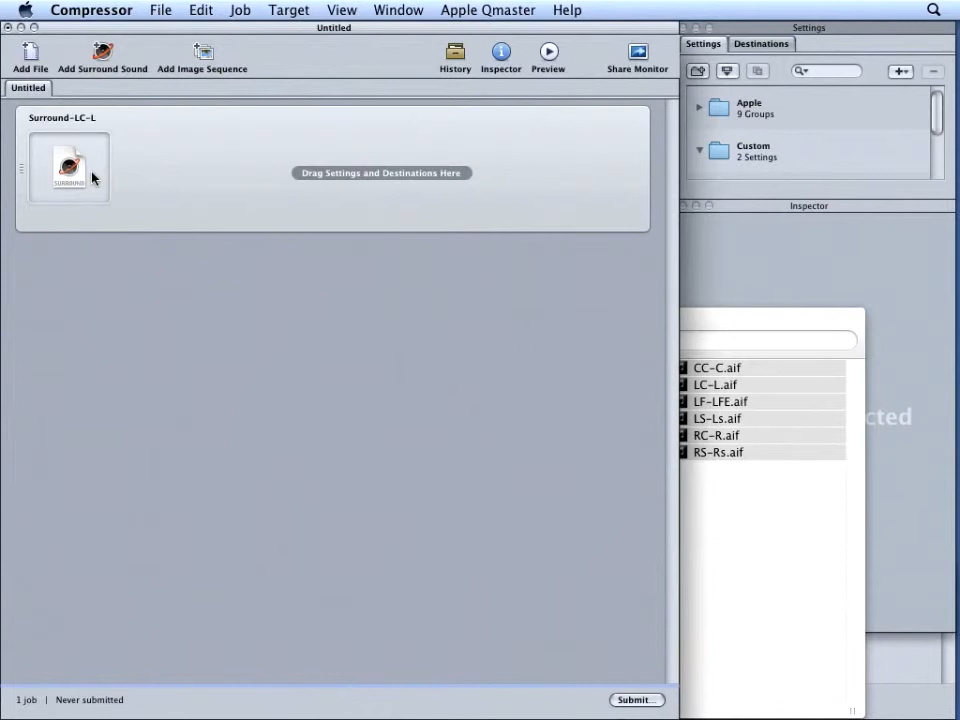 Compressor File Edit Job Target View Window Apple Qmaster Help
Untitled
Settings
Add File Add Surround Sound Add Image Sequence History Inspector Preview Share Monitor
Settings Destinations
Untitled
Apple
9 Groups
Custom
2 Settings
Surround-LC-L
SURROUND
Drag Settings and Destinations Here
Inspector
CC-C.aif
LC-L.aif
LF-LFE.aif
LS-Ls.aif
RC-R.aif
RS-Rs.aif
cted
1 job | Never submitted
Submit...